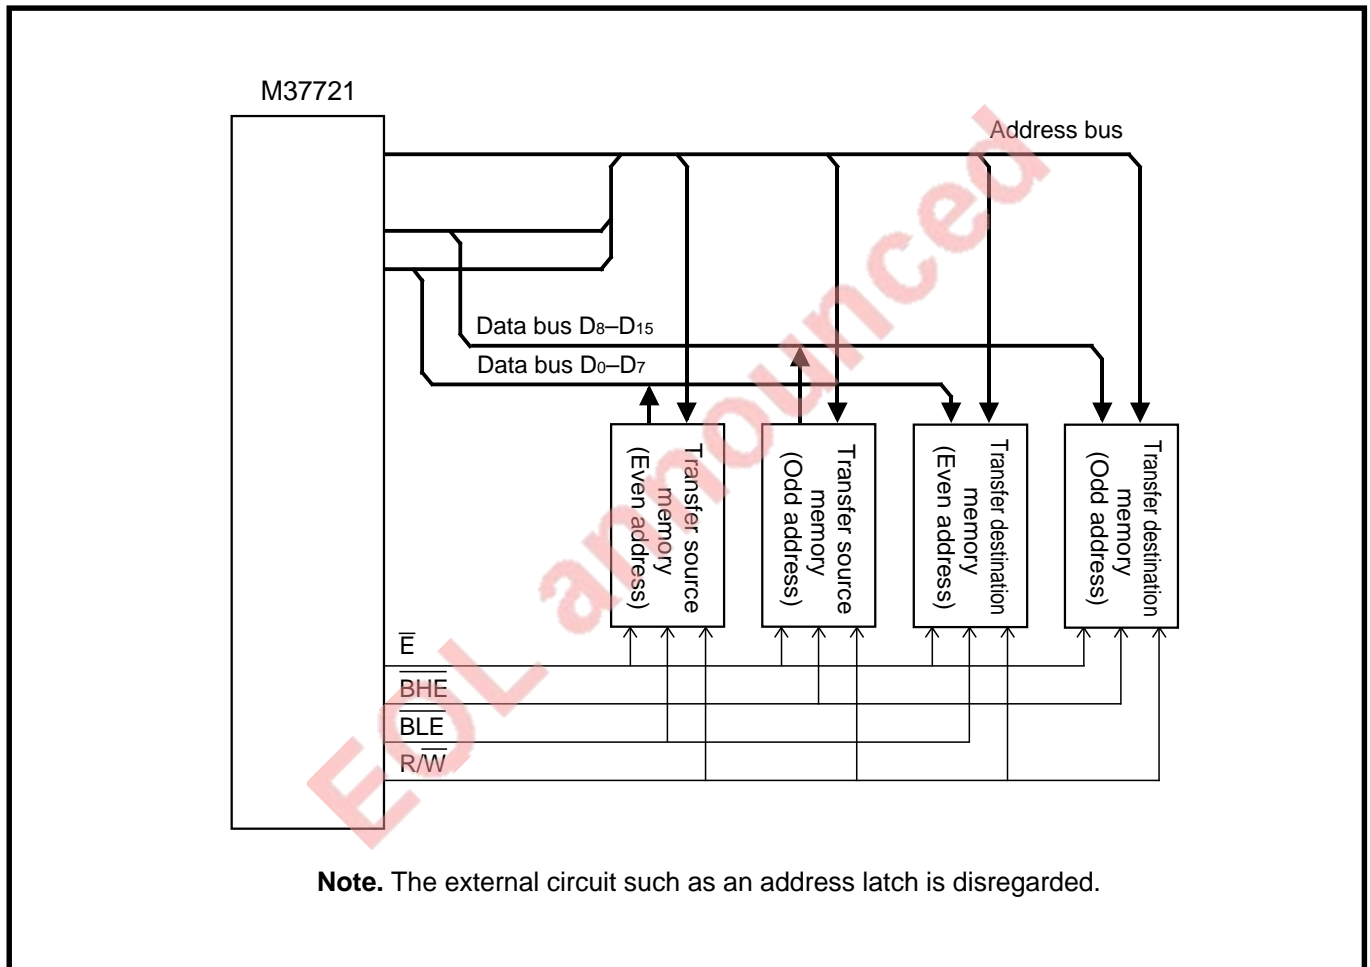 M37721
Address bus
Data bus D8–D15
Data bus D0–D7
Transfer source
memory
(Even address)
Transfer source
memory
(Odd address)
Transfer destination
memory
(Even address)
Transfer destination
memory
(Odd address)
E̅
B̅H̅E̅
B̅L̅E̅
R/W̅
EOL announced
Note. The external circuit such as an address latch is disregarded.